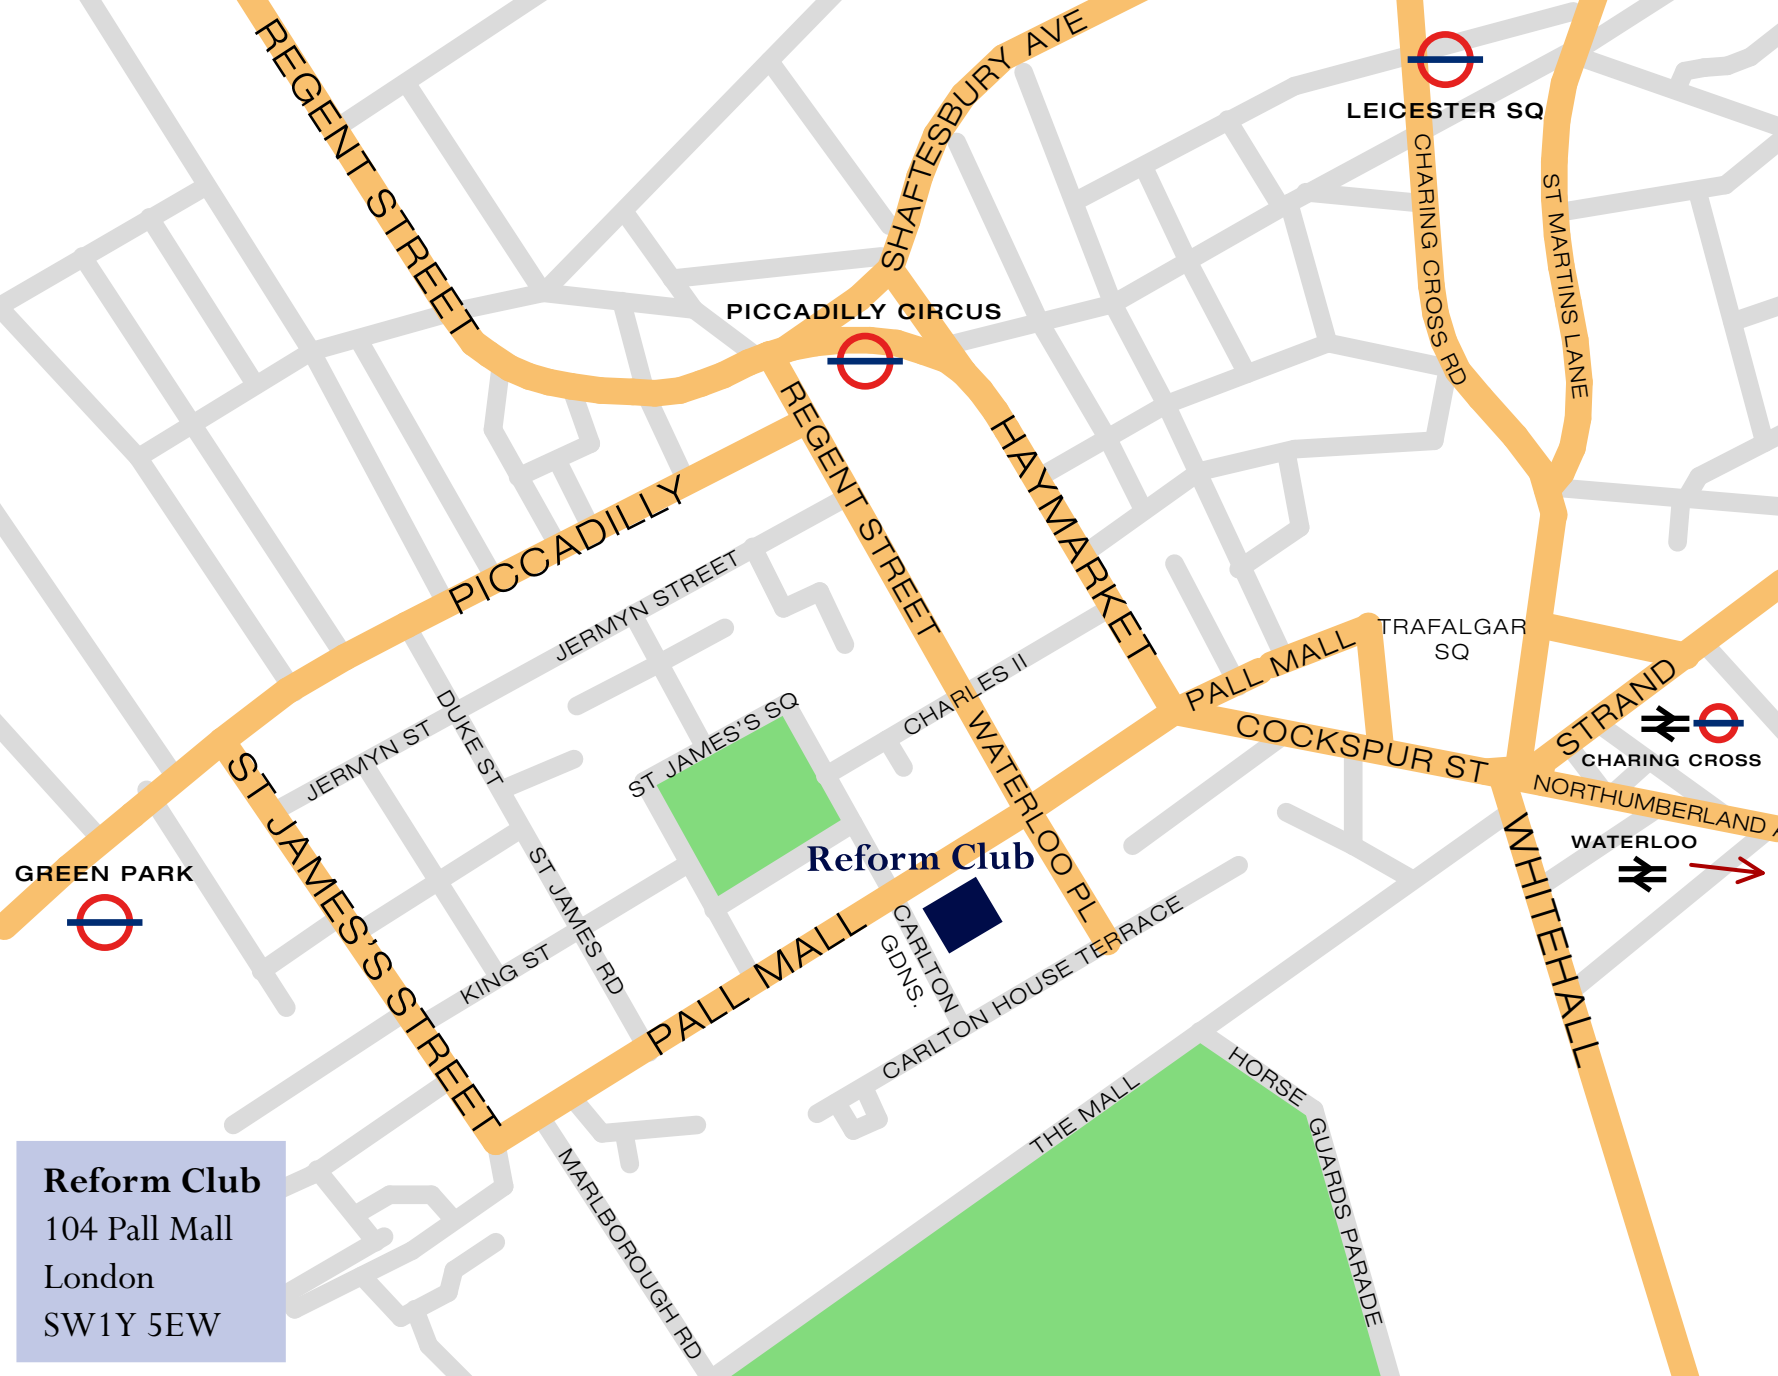 REGENT STREET
SHAFTESBURY AVE
LEICESTER SQ
CHARING CROSS RD
ST MARTINS LANE
PICCADILLY CIRCUS
REGENT STREET
HAYMARKET
PICCADILLY
JERMYN STREET
CHARLES II
TRAFALGAR
SQ
PALL MALL
COCKSPUR ST
STRAND
CHARING CROSS
NORTHUMBERLAND A
WATERLOO
WHITEHALL
DUKE ST
JERMYN ST
ST JAMES'S SQ
WATERLOO PL
ST JAMES'S STREET
GREEN PARK
ST JAMES RD
KING ST
Reform Club
PALL MALL
CARLTON
GDNS.
CARLTON HOUSE TERRACE
THE MALL
HORSE
GUARDS PARADE
MARLBOROUGH RD
Reform Club
104 Pall Mall
London
SW1Y 5EW